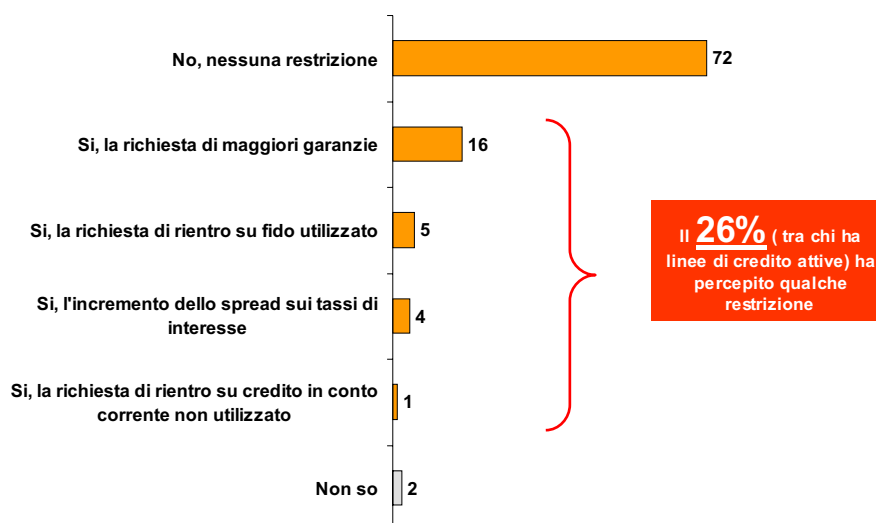 No, nessuna restrizione
72
Si, la richiesta di maggiori garanzie
16
Si, la richiesta di rientro su fido utilizzato
5
Si, l'incremento dello spread sui tassi di
interesse
4
Si, la richiesta di rientro su credito in conto
corrente non utilizzato
1
Non so
2
Il 26% ( tra chi ha
linee di credito attive) ha
percepito qualche
restrizione